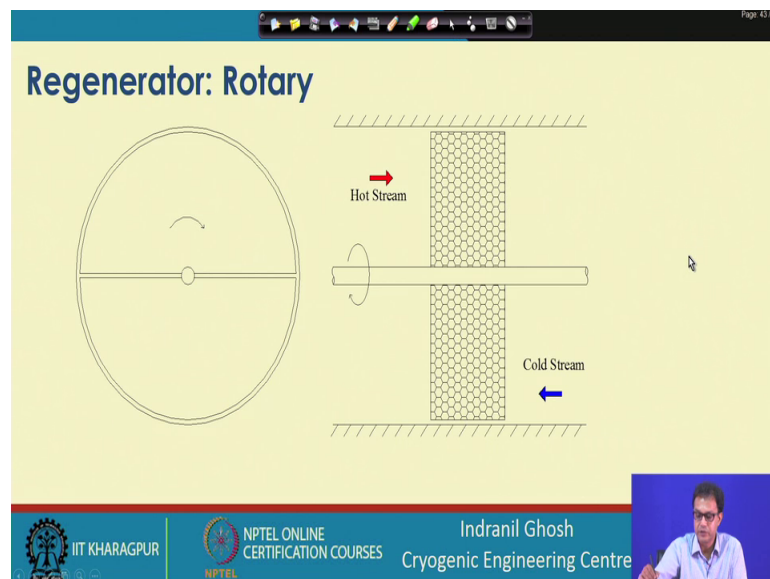 Page: 43
Regenerator: Rotary
Hot Stream
Cold Stream
IIT KHARAGPUR
NPTEL
NPTEL ONLINE
CERTIFICATION COURSES
Indranil Ghosh
Cryogenic Engineering Centre